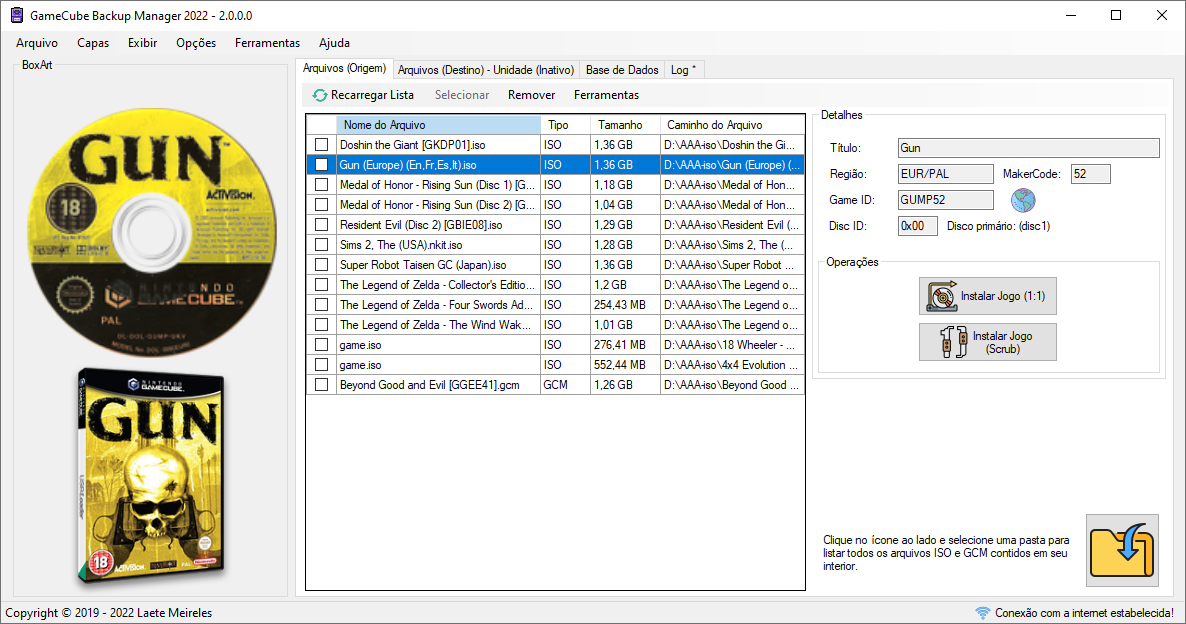 GameCube Backup Manager 2022 - 2.0.0.0
Arquivo Capas Exibir Opções Ferramentas Ajuda
BoxArt
GUN
ACTIVISION.
18
NINTENDO
GAMECUBE™
PAL
NINTENDO
GAMECUBE.
GUN
18
ACTIVISION
PAL
Arquivos (Origem) Arquivos (Destino) - Unidade (Inativo) Base de Dados Log *
Recarregar Lista Selecionar Remover Ferramentas
Nome do Arquivo Tipo Tamanho Caminho do Arquivo
Doshin the Giant [GKDP01].iso ISO 1,36 GB D:\AAA-iso\Doshin the Gi...
Gun (Europe) (En,Fr,Es,It).iso ISO 1,36 GB D:\AAA-iso\Gun (Europe) (...
Medal of Honor - Rising Sun (Disc 1) [G... ISO 1,18 GB D:\AAA-iso\Medal of Hon...
Medal of Honor - Rising Sun (Disc 2) [G... ISO 1,04 GB D:\AAA-iso\Medal of Hon...
Resident Evil (Disc 2) [GBIE08].iso ISO 1,29 GB D:\AAA-iso\Resident Evil (...
Sims 2, The (USA).nkit.iso ISO 1,28 GB D:\AAA-iso\Sims 2, The (...
Super Robot Taisen GC (Japan).iso ISO 1,36 GB D:\AAA-iso\Super Robot ...
The Legend of Zelda - Collector's Editio... ISO 1,2 GB D:\AAA-iso\The Legend o...
The Legend of Zelda - Four Swords Ad... ISO 254,43 MB D:\AAA-iso\The Legend o...
The Legend of Zelda - The Wind Wak... ISO 1,01 GB D:\AAA-iso\The Legend o...
game.iso ISO 276,41 MB D:\AAA-iso\18 Wheeler - ...
game.iso ISO 552,44 MB D:\AAA-iso\4x4 Evolution ...
Beyond Good and Evil [GGEE41].gcm GCM 1,26 GB D:\AAA-iso\Beyond Good ...
Detalhes
Título: Gun
Região: EUR/PAL MakerCode: 52
Game ID: GUMP52
Disc ID: 0x00 Disco primário: (disc1)
Operações
Instalar Jogo (1:1)
Instalar Jogo
(Scrub)
Clique no ícone ao lado e selecione uma pasta para
listar todos os arquivos ISO e GCM contidos em seu
interior.
Copyright © 2019 - 2022 Laete Meireles
Conexão com a internet estabelecida!